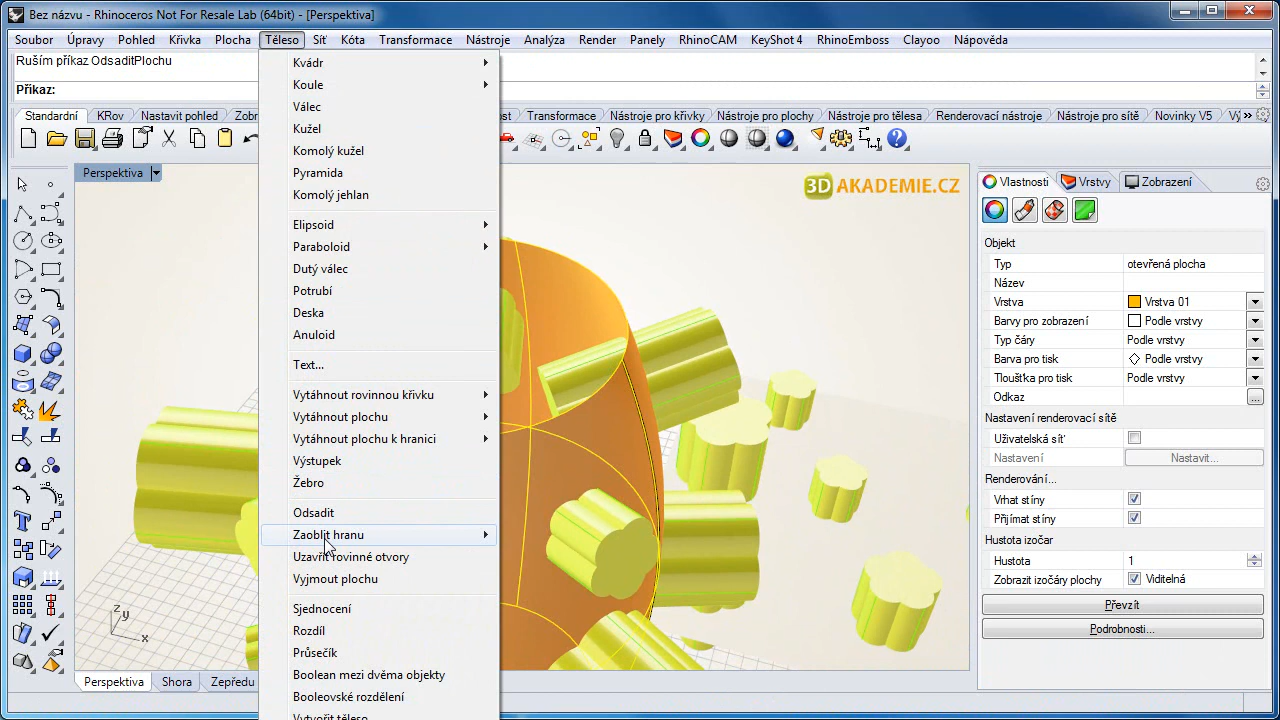 Bez názvu - Rhinoceros Not For Resale Lab (64bit) - [Perspektiva]
Soubor Úpravy Pohled Křivka Plocha Těleso Síť Kóta Transformace Nástroje Analýza Render Panely RhinoCAM KeyShot 4 RhinoEmboss Clayoo Nápověda
Ruším příkaz OdsaditPlochu
Příkaz:
Standardní KRov Nastavit pohled Zobr st Transformace Nástroje pro křivky Nástroje pro plochy Nástroje pro tělesa Renderovací nástroje Nástroje pro sítě Novinky V5 Vý »
Perspektiva
3D AKADEMIE.CZ
Kvádr
Koule
Válec
Kužel
Komolý kužel
Pyramida
Komolý jehlan
Elipsoid
Paraboloid
Dutý válec
Potrubí
Deska
Anuloid
Text...
Vytáhnout rovinnou křivku
Vytáhnout plochu
Vytáhnout plochu k hranici
Výstupek
Žebro
Odsadit
Zaoblit hranu
Uzavřít rovinné otvory
Vyjmout plochu
Sjednocení
Rozdíl
Průsečík
Boolean mezi dvěma objekty
Booleovské rozdělení
Vytvořit těleso
Vlastnosti Vrstvy Zobrazení
Objekt
Typ otevřená plocha
Název
Vrstva Vrstva 01
Barvy pro zobrazení Podle vrstvy
Typ čáry Podle vrstvy
Barva pro tisk Podle vrstvy
Tloušťka pro tisk Podle vrstvy
Odkaz ...
Nastavení renderovací sítě
Uživatelská síť
Nastavení Nastavit...
Renderování...
Vrhat stíny
Přijímat stíny
Hustota izočar
Hustota 1
Zobrazit izočáry plochy Viditelná
Převzít
Podrobnosti...
z y x
Perspektiva Shora Zepředu